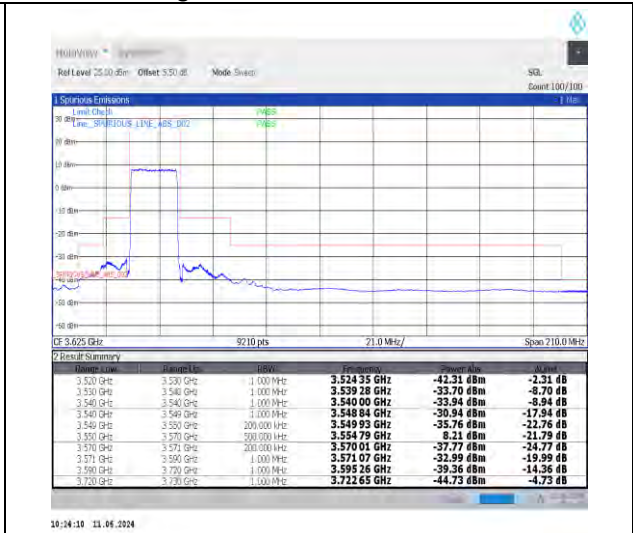 MultiView
Ref Level 25.00 dBm Offset 5.50 dB Mode Sweep SGL
Count 100/100
1 Spurious Emissions
Limit Check PASS
Line _SPURIOUS_LINE_ABS_002 PASS
30 dBm
20 dBm
10 dBm
0 dBm
-10 dBm
-20 dBm
-30 dBm
-40 dBm
-50 dBm
-60 dBm
CF 3.625 GHz 9210 pts 21.0 MHz/ Span 210.0 MHz
2 Result Summary
Range Low Range Up RBW Frequency Power Abs ΔLimit
3.520 GHz 3.530 GHz 1.000 MHz 3.524 35 GHz -42.31 dBm -2.31 dB
3.530 GHz 3.540 GHz 1.000 MHz 3.539 28 GHz -33.70 dBm -8.70 dB
3.540 GHz 3.540 GHz 1.000 MHz 3.540 00 GHz -33.94 dBm -8.94 dB
3.540 GHz 3.549 GHz 1.000 MHz 3.548 84 GHz -30.94 dBm -17.94 dB
3.549 GHz 3.550 GHz 200.000 kHz 3.549 93 GHz -35.76 dBm -22.76 dB
3.550 GHz 3.570 GHz 500.000 kHz 3.554 79 GHz 8.21 dBm -21.79 dB
3.570 GHz 3.571 GHz 200.000 kHz 3.570 01 GHz -37.77 dBm -24.77 dB
3.571 GHz 3.590 GHz 1.000 MHz 3.571 07 GHz -32.99 dBm -19.99 dB
3.590 GHz 3.720 GHz 1.000 MHz 3.595 26 GHz -39.36 dBm -14.36 dB
3.720 GHz 3.730 GHz 1.000 MHz 3.722 65 GHz -44.73 dBm -4.73 dB
10:24:10 11.06.2024